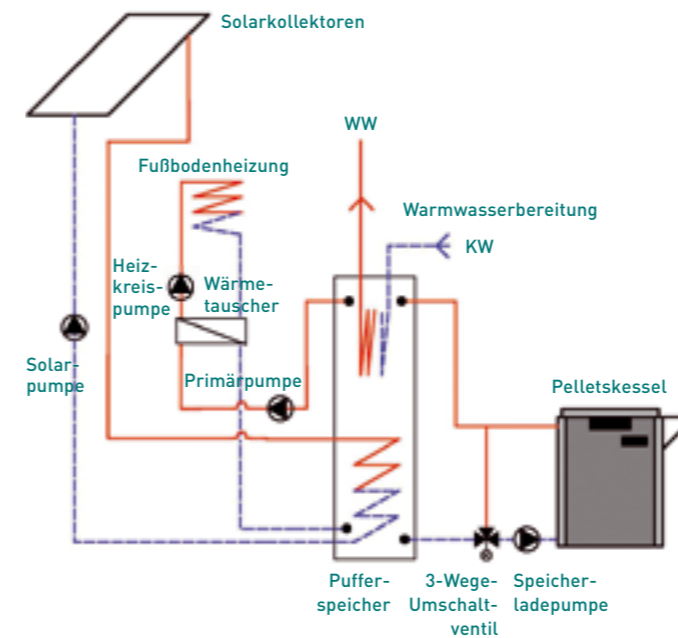 Solarkollektoren
WW
Fußbodenheizung
Warmwasserbereitung
KW
Heiz-
kreis-
pumpe
Wärme-
tauscher
Solar-
pumpe
Primärpumpe
Pelletskessel
Puffer-
speicher
3-Wege-
Umschalt-
ventil
Speicher-
ladepumpe